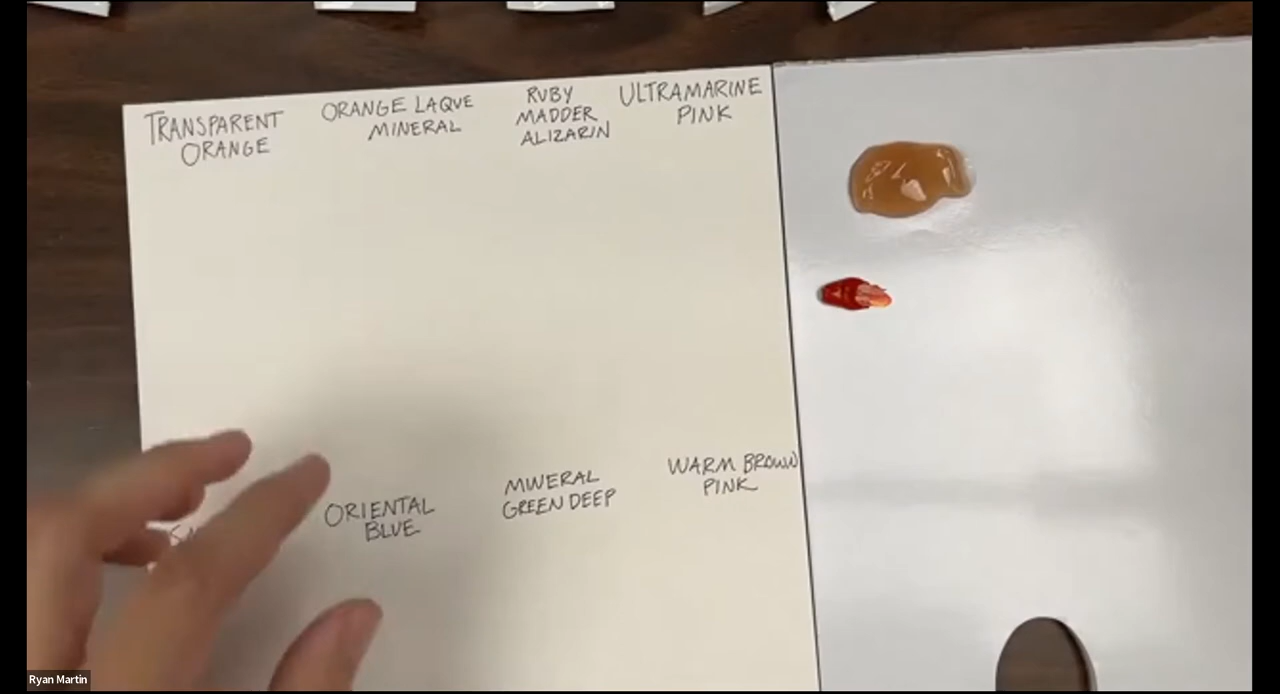 TRANSPARENT
ORANGE
ORANGE LAQUE
MINERAL
RUBY
MADDER
ALIZARIN
ULTRAMARINE
PINK
ORIENTAL
BLUE
MINERAL
GREEN DEEP
WARM BROWN
PINK
Ryan Martin